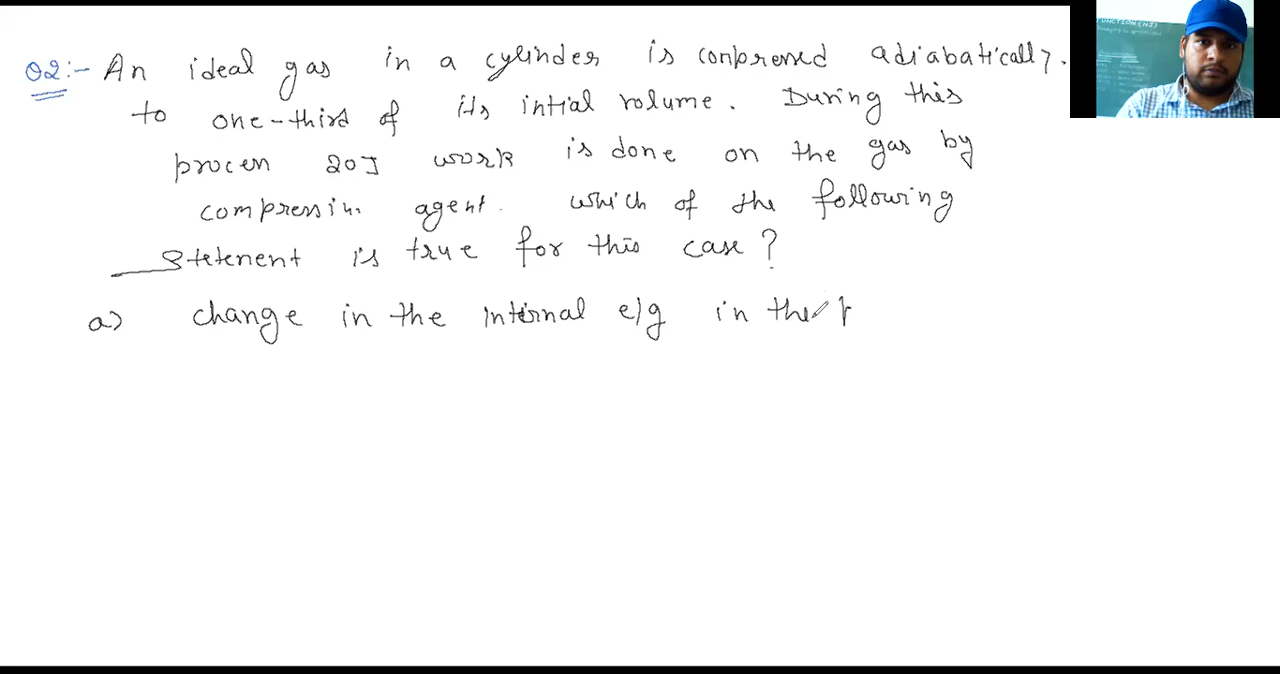 Q2:- An ideal gas in a cylinder is compressed adiabatically.
to one-third of its intial volume. During this
process 20J work is done on the gas by
compressin. agent. which of the following
Stetenent is true for this case?
a) change in the internal e/g in the